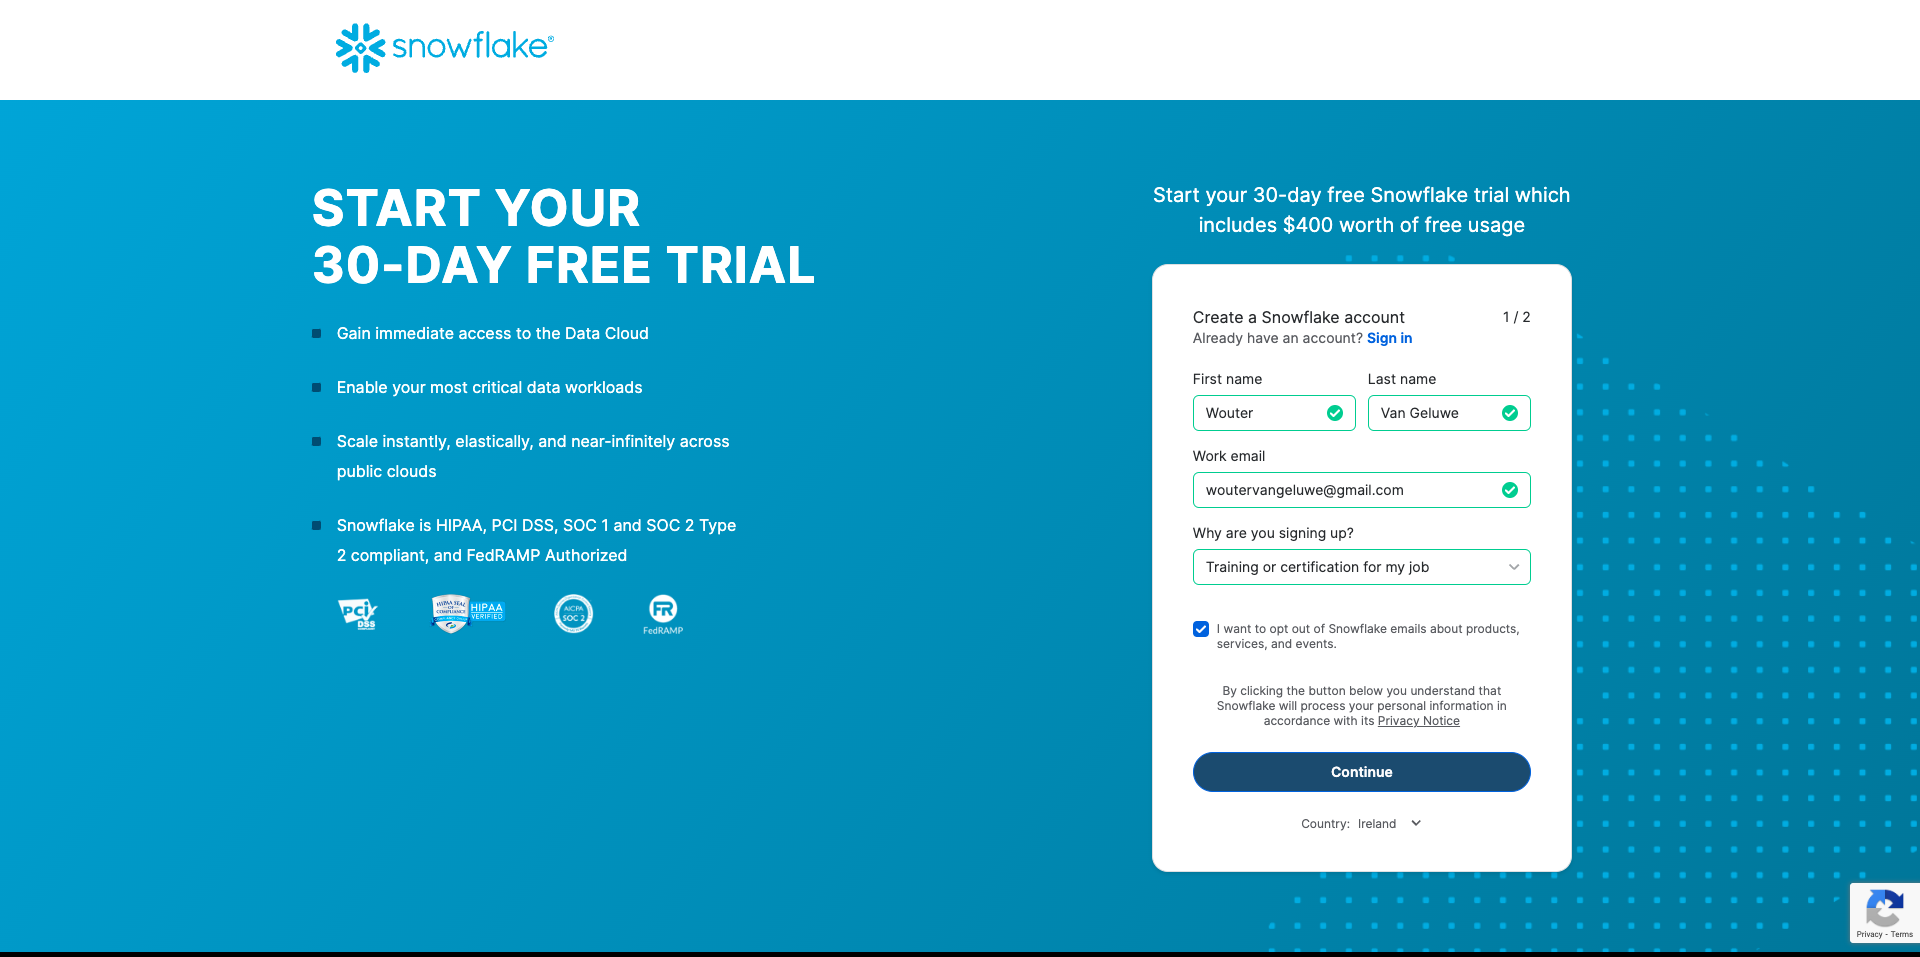 snowflake®
START YOUR
30-DAY FREE TRIAL
Gain immediate access to the Data Cloud
Enable your most critical data workloads
Scale instantly, elastically, and near-infinitely across
public clouds
Snowflake is HIPAA, PCI DSS, SOC 1 and SOC 2 Type
2 compliant, and FedRAMP Authorized
PCI
DSS
HIPAA SEAL
OF
COMPLIANCE
HIPAA
VERIFIED
AICPA
SOC 2
FR
FedRAMP
Start your 30-day free Snowflake trial which
includes $400 worth of free usage
Create a Snowflake account 1 / 2
Already have an account? Sign in
First name Last name
Wouter Van Geluwe
Work email
woutervangeluwe@gmail.com
Why are you signing up?
Training or certification for my job
I want to opt out of Snowflake emails about products,
services, and events.
By clicking the button below you understand that
Snowflake will process your personal information in
accordance with its Privacy Notice
Continue
Country: Ireland
Privacy - Terms